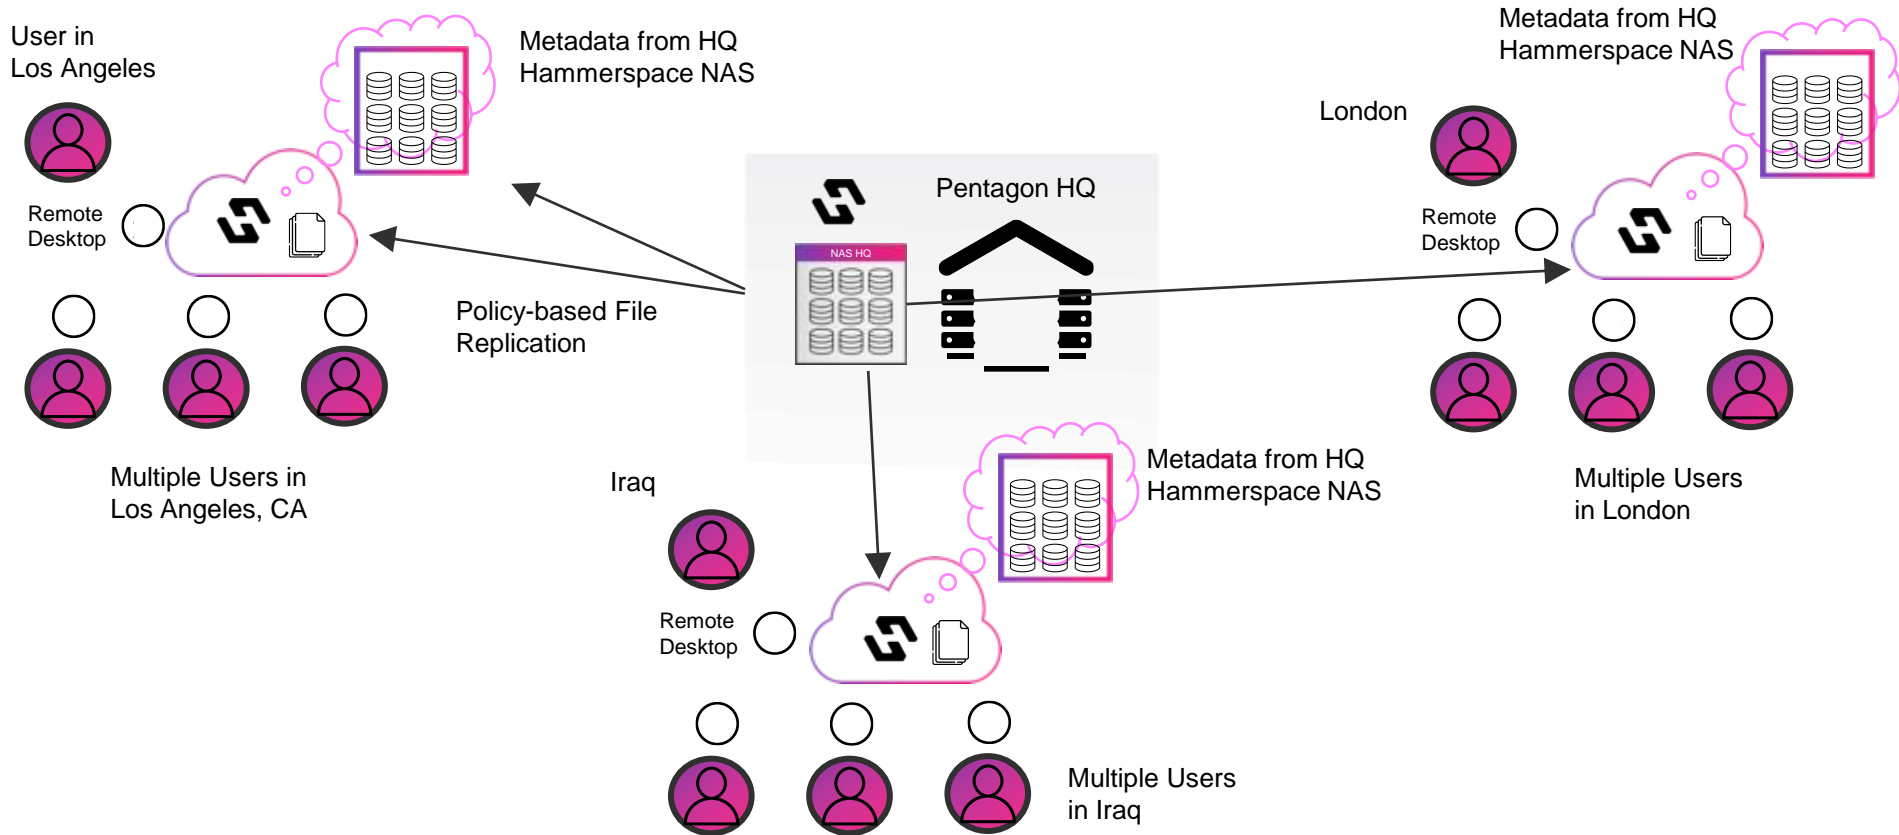 User in
Los Angeles
Metadata from HQ
Hammerspace NAS
Remote
Desktop
Policy-based File
Replication
Multiple Users in
Los Angeles, CA
Pentagon HQ
NAS HQ
Metadata from HQ
Hammerspace NAS
London
Remote
Desktop
Multiple Users
in London
Iraq
Metadata from HQ
Hammerspace NAS
Remote
Desktop
Multiple Users
in Iraq